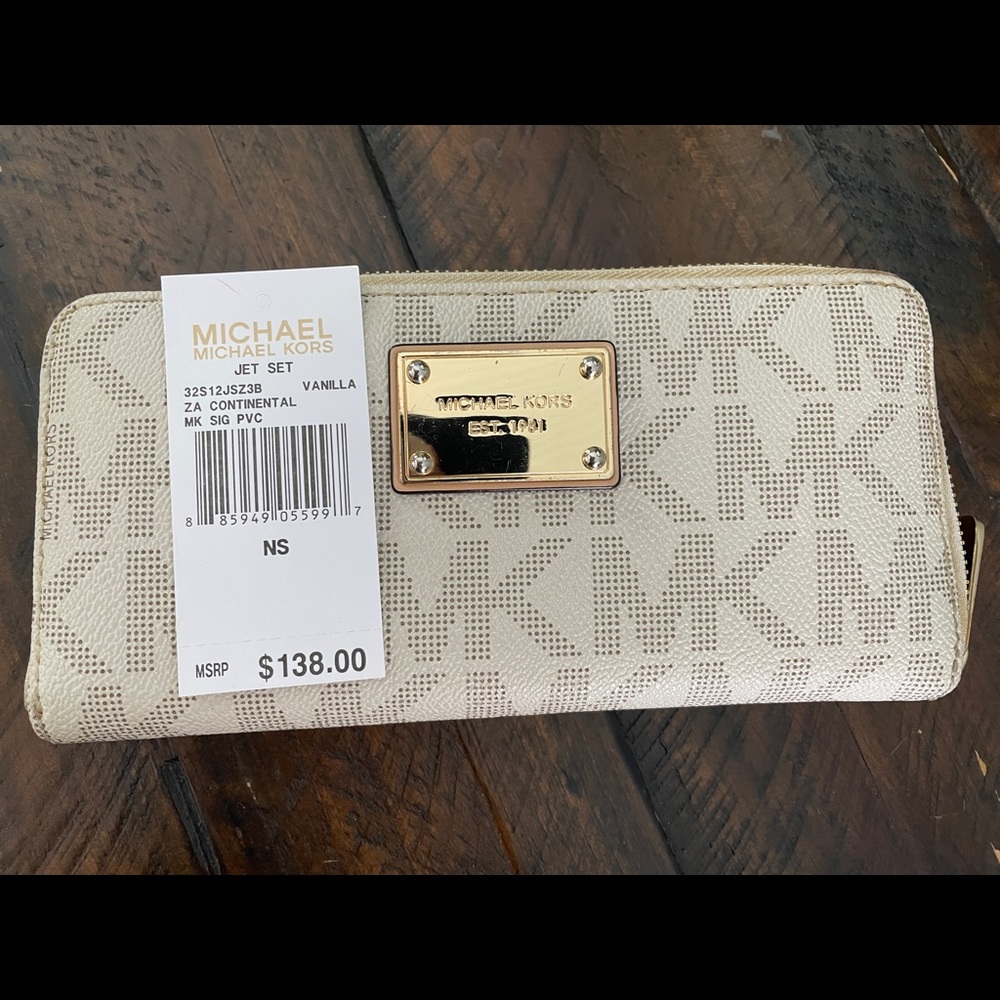 MICHAEL
MICHAEL KORS
JET SET
32S12JSZ3B VANILLA
ZA CONTINENTAL
MK SIG PVC
8 85949 05599 7
NS
MSRP $138.00
MICHAEL KORS
EST. 1981
MICHAEL KORS